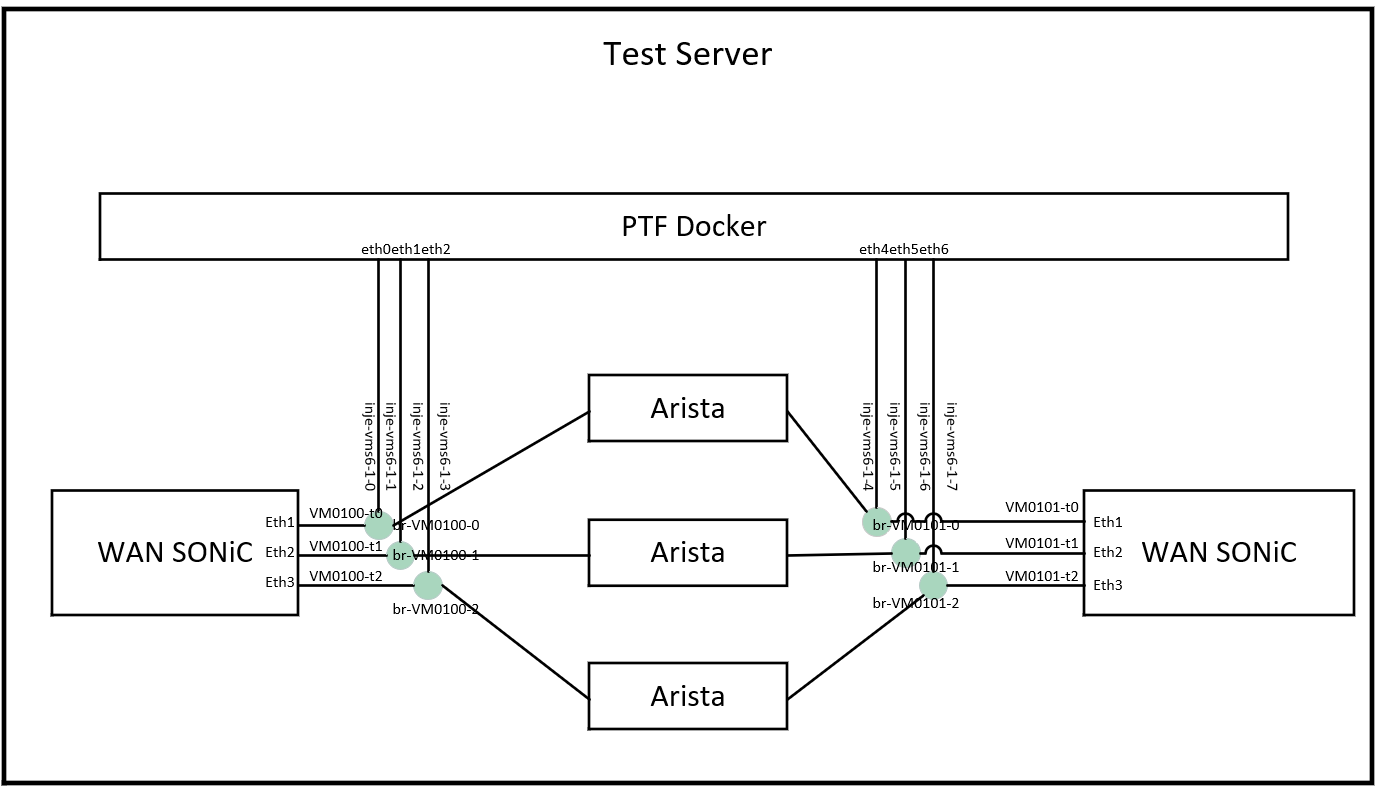 Test Server
PTF Docker
eth0eth1eth2
eth4eth5eth6
inje-vms6-1-0
inje-vms6-1-1
inje-vms6-1-2
inje-vms6-1-3
inje-vms6-1-4
inje-vms6-1-5
inje-vms6-1-6
inje-vms6-1-7
Arista
WAN SONiC
Eth1
Eth2
Eth3
VM0100-t0
VM0100-t1
VM0100-t2
br-VM0100-0
br-VM0100-1
br-VM0100-2
Arista
br-VM0101-0
br-VM0101-1
br-VM0101-2
VM0101-t0
VM0101-t1
VM0101-t2
Eth1
Eth2
Eth3
WAN SONiC
Arista